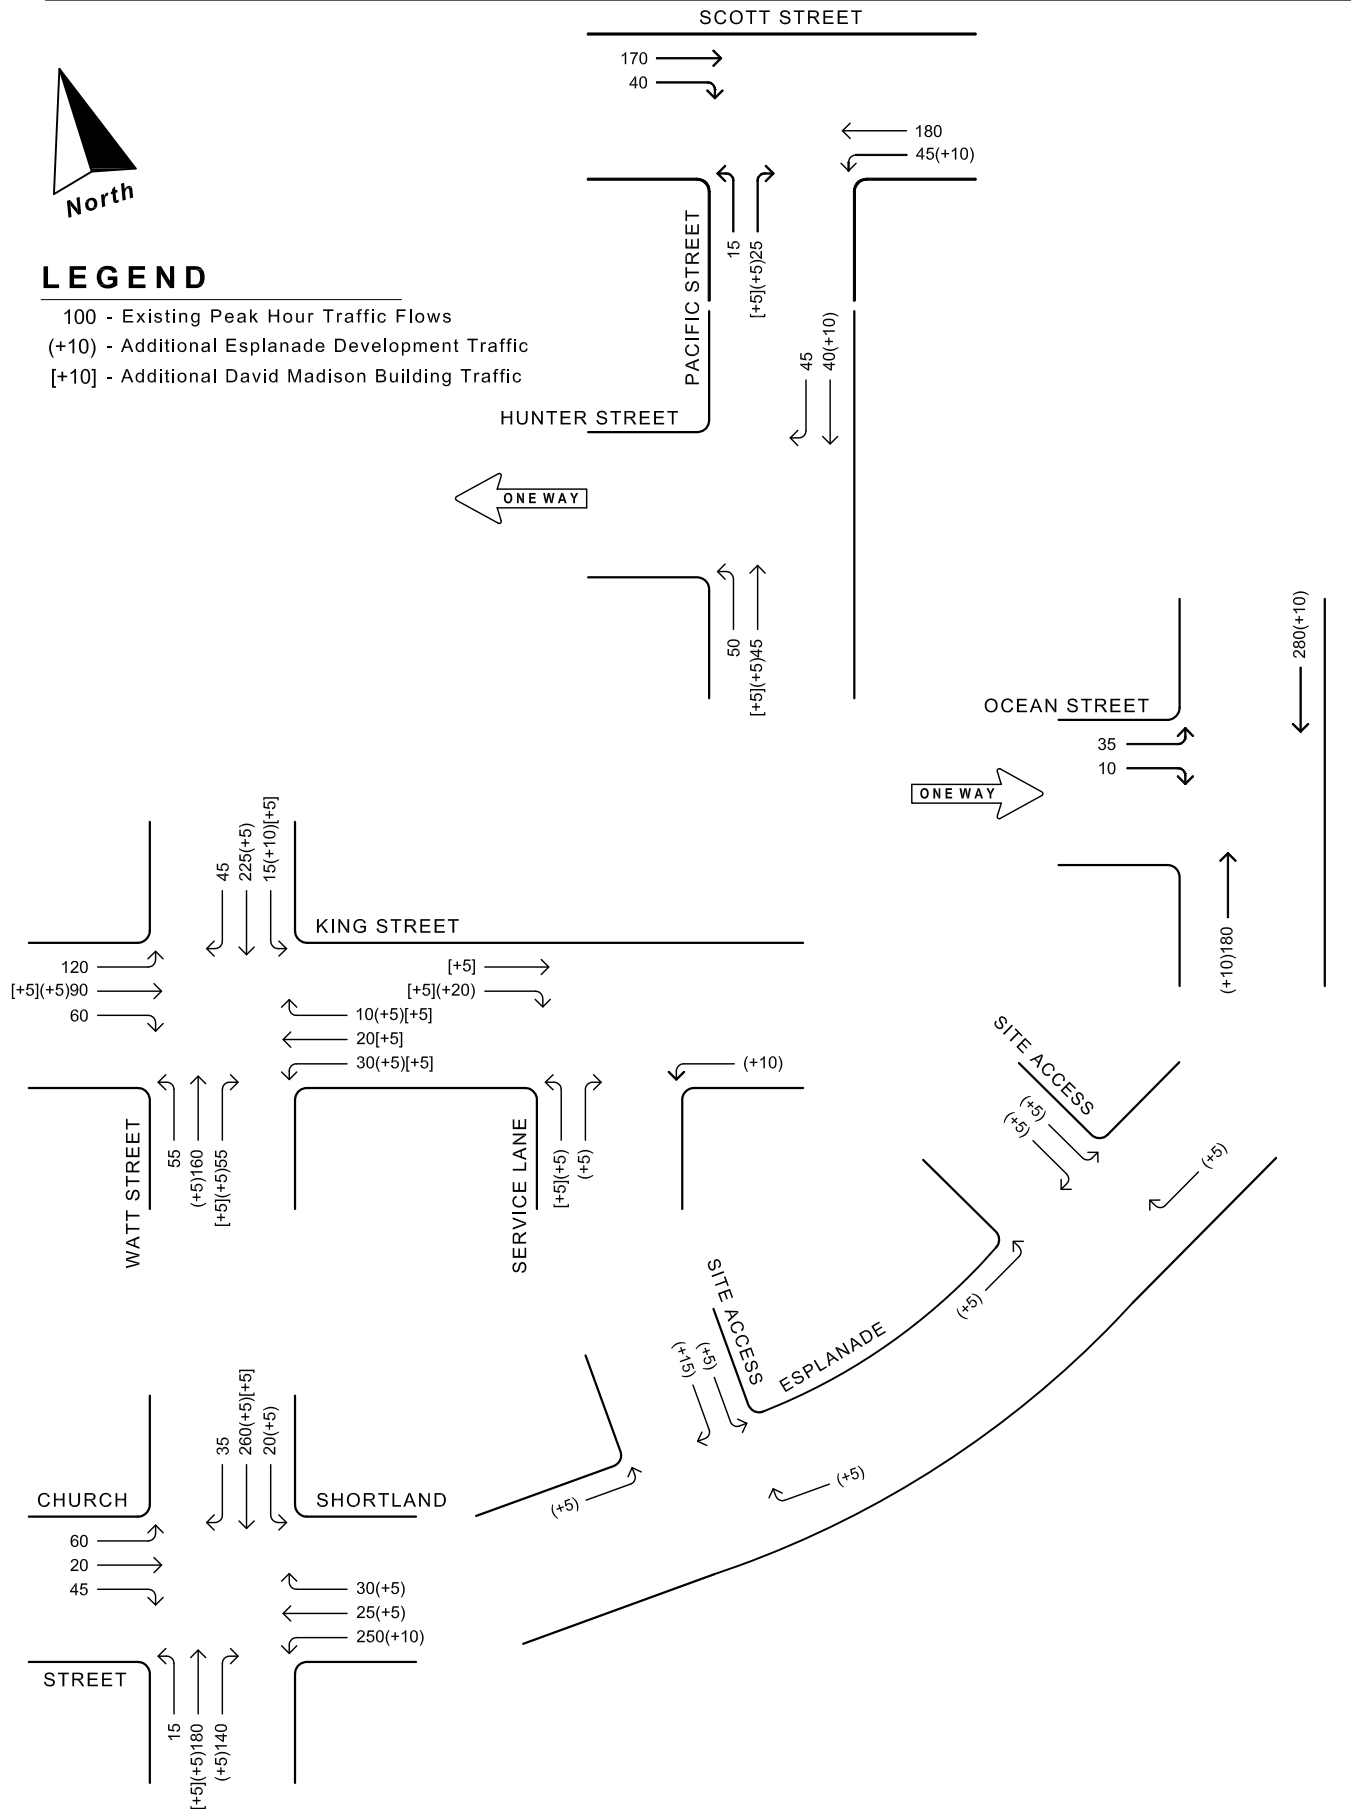 SCOTT STREET
170
40
180
45(+10)
North
15
[+5](+5)25
PACIFIC STREET
LEGEND
100 - Existing Peak Hour Traffic Flows
(+10) - Additional Esplanade Development Traffic
[+10] - Additional David Madison Building Traffic
45
40(+10)
HUNTER STREET
ONE WAY
50
[+5](+5)45
280(+10)
OCEAN STREET
35
10
ONE WAY
(+10)180
45
225(+5)
15(+10)[+5]
KING STREET
120
[+5](+5)90
60
[+5]
[+5](+20)
10(+5)[+5]
20[+5]
30(+5)[+5]
(+10)
WATT STREET
55
(+5)160
[+5](+5)55
SERVICE LANE
[+5](+5)
(+5)
SITE ACCESS
(+5)
(+5)
(+5)
(+5)
SITE ACCESS
(+15)
(+5)
ESPLANADE
(+5)
(+5)
35
260(+5)[+5]
20(+5)
CHURCH
SHORTLAND
60
20
45
30(+5)
25(+5)
250(+10)
STREET
15
[+5](+5)180
(+5)140